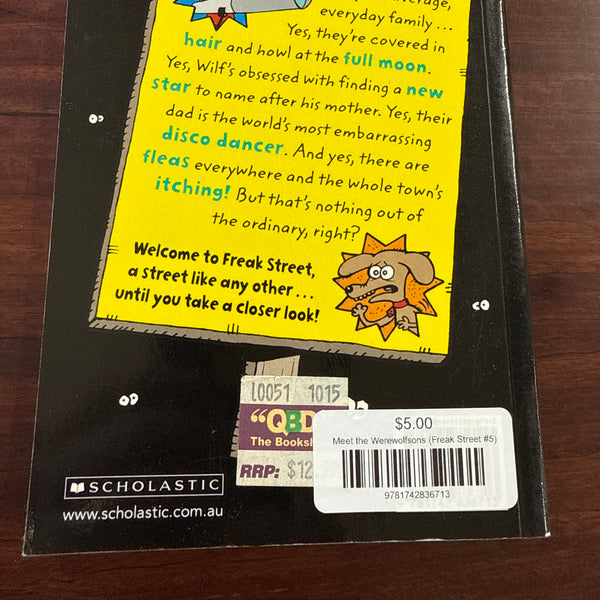 everyday family ...
Yes, they're covered in
hair and howl at the full moon.
Yes, Wilf's obsessed with finding a new
star to name after his mother. Yes, their
dad is the world's most embarrassing
disco dancer. And yes, there are
fleas everywhere and the whole town's
itching! But that's nothing out of
the ordinary, right?
Welcome to Freak Street,
a street like any other ...
until you take a closer look!
L0051 1015
"QBD
The Booksh
RRP: $12
$5.00
Meet the Werewolfsons (Freak Street #5)
9781742836713
SCHOLASTIC
www.scholastic.com.au